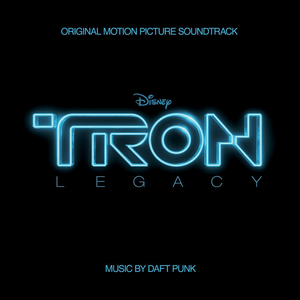 ORIGINAL MOTION PICTURE SOUNDTRACK
Disney
TRON
LEGACY
MUSIC BY DAFT PUNK